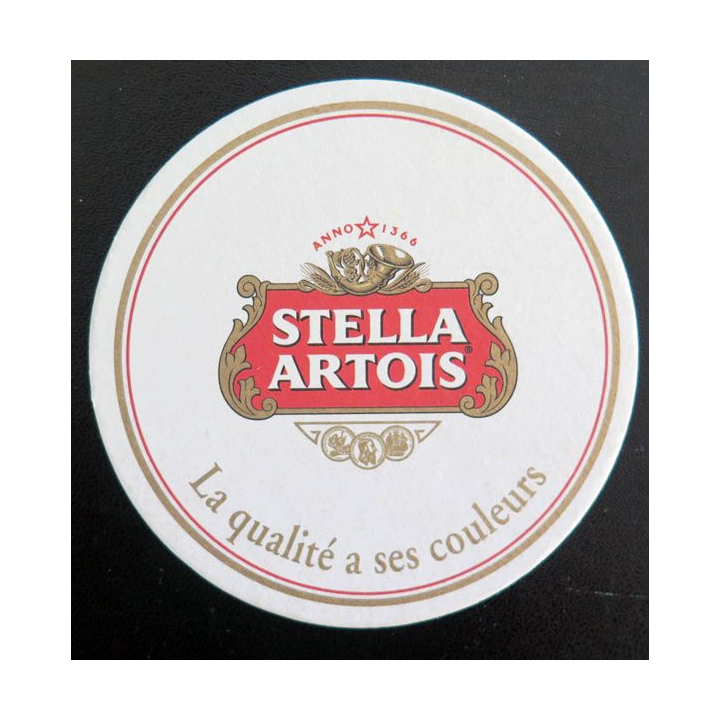 ANNO 1366
STELLA
ARTOIS®
La qualité a ses couleurs